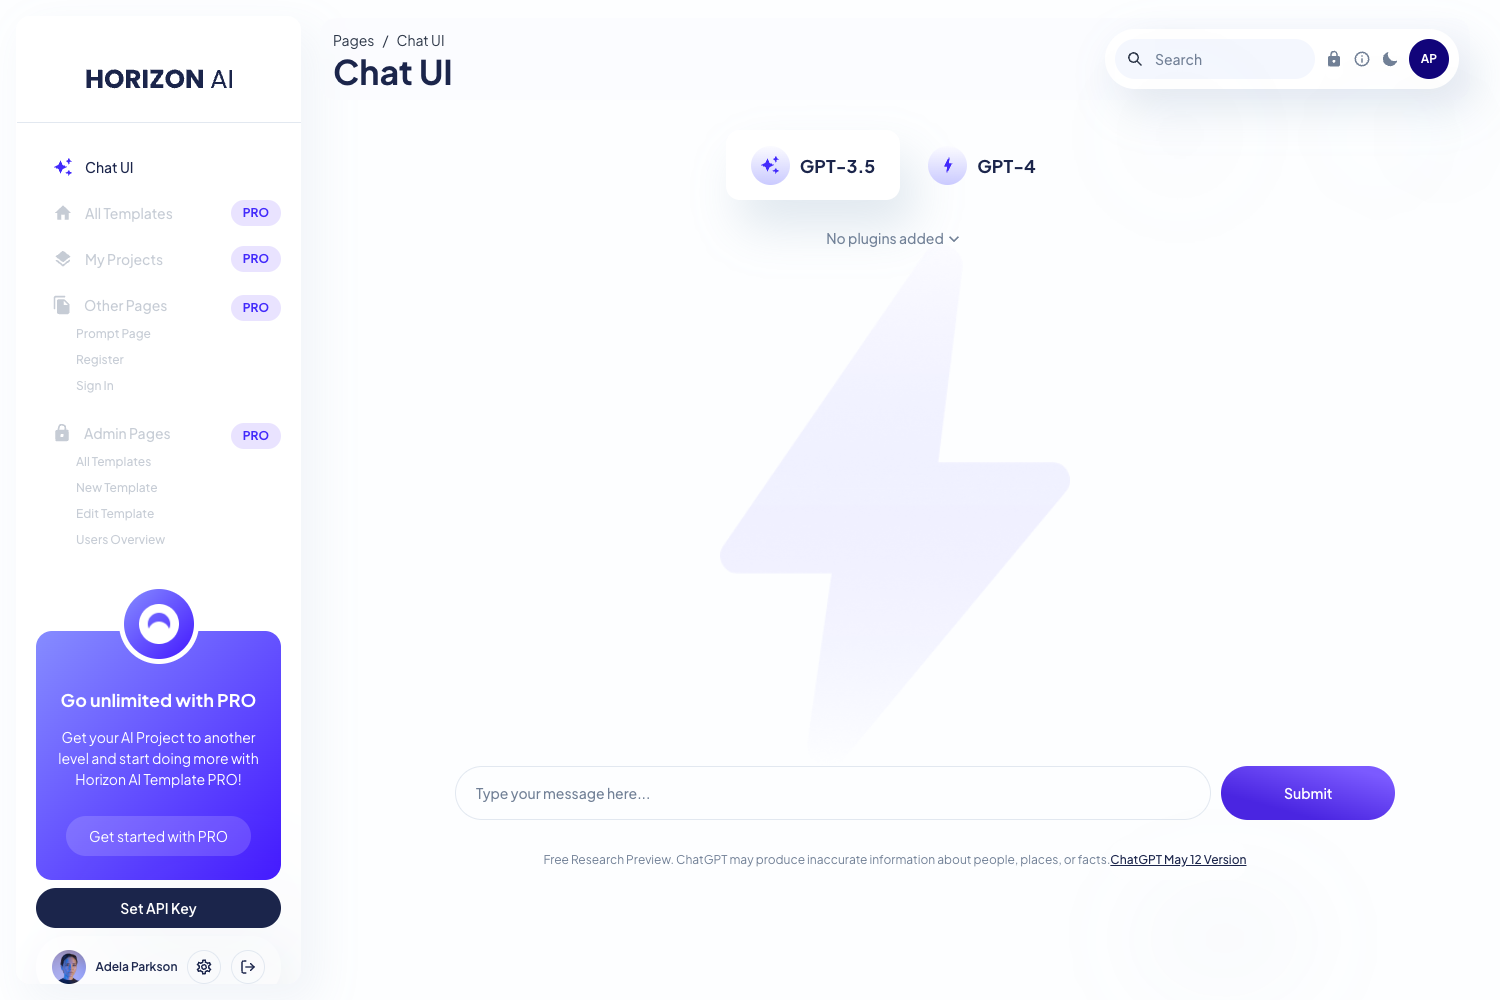 HORIZON AI
Chat UI
All Templates
PRO
My Projects
PRO
Other Pages
PRO
Prompt Page
Register
Sign In
Admin Pages
PRO
All Templates
New Template
Edit Template
Users Overview
Go unlimited with PRO
Get your AI Project to another
level and start doing more with
Horizon AI Template PRO!
Get started with PRO
Set API Key
Adela Parkson
Pages / Chat UI
Chat UI
Search
AP
GPT-3.5
GPT-4
No plugins added
Type your message here...
Submit
Free Research Preview. ChatGPT may produce inaccurate information about people, places, or facts.ChatGPT May 12 Version